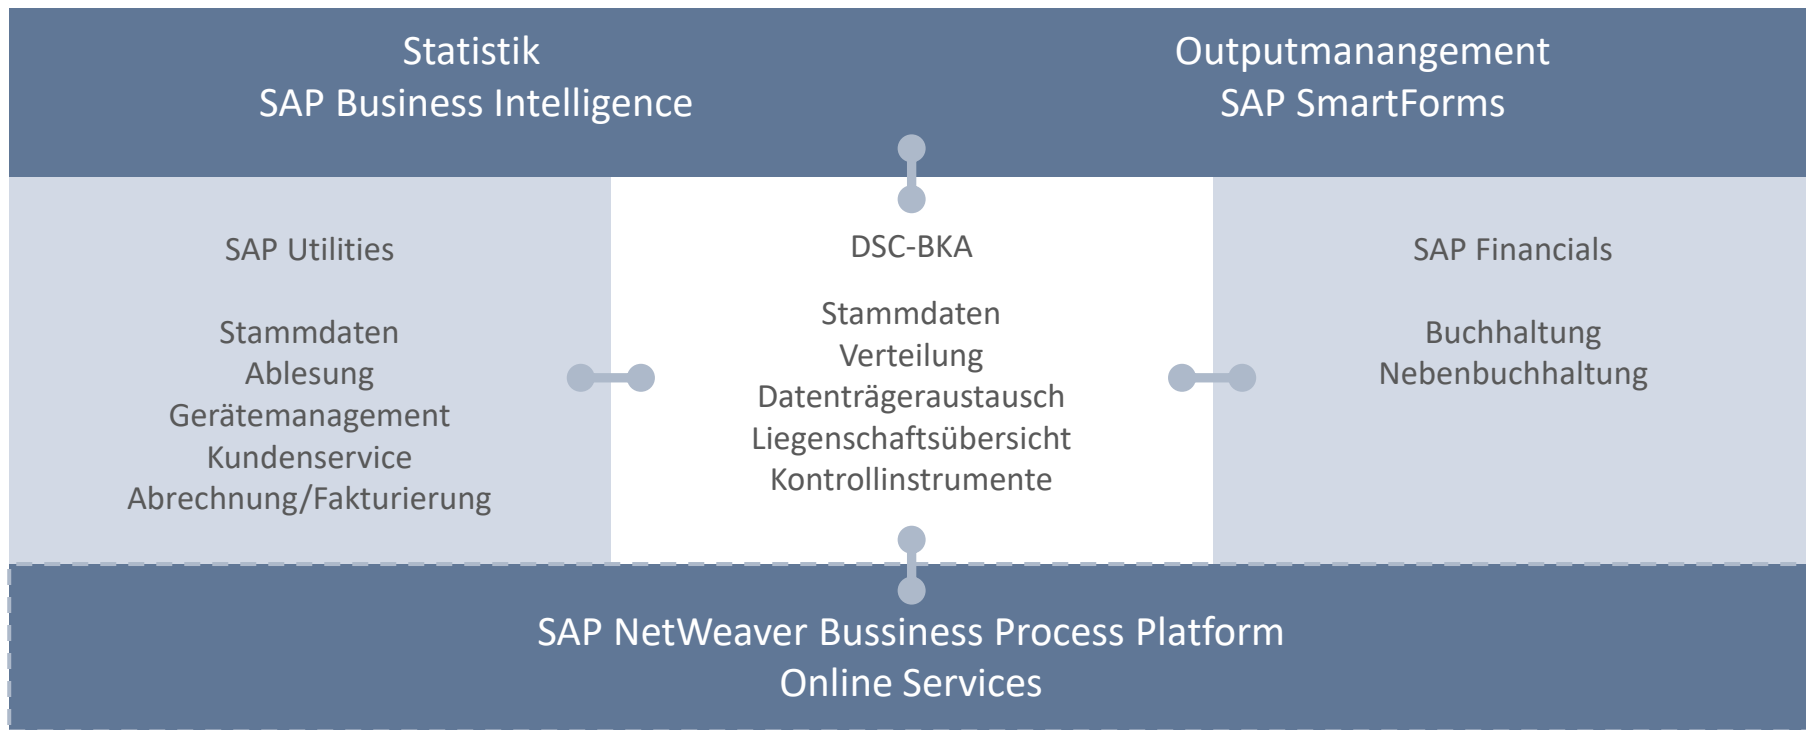 Statistik
SAP Business Intelligence
Outputmanangement
SAP SmartForms
SAP Utilities
Stammdaten
Ablesung
Gerätemanagement
Kundenservice
Abrechnung/Fakturierung
DSC-BKA
Stammdaten
Verteilung
Datenträgeraustausch
Liegenschaftsübersicht
Kontrollinstrumente
SAP Financials
Buchhaltung
Nebenbuchhaltung
SAP NetWeaver Bussiness Process Platform
Online Services